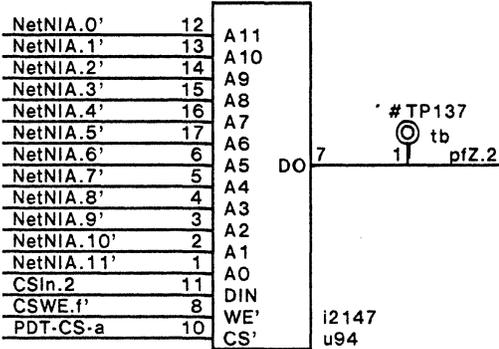 NetNIA.0' 12 A11
NetNIA.1' 13 A10
NetNIA.2' 14 A9
NetNIA.3' 15 A8
NetNIA.4' 16 A7
NetNIA.5' 17 A6
NetNIA.6' 6 A5
NetNIA.7' 5 A4
NetNIA.8' 4 A3
NetNIA.9' 3 A2
NetNIA.10' 2 A1
NetNIA.11' 1 A0
CSIn.2 11 DIN
CSWE.f' 8 WE'
PDT-CS-a 10 CS'
#TP137
tb
DO 7 1 pfZ.2
i2147
u94